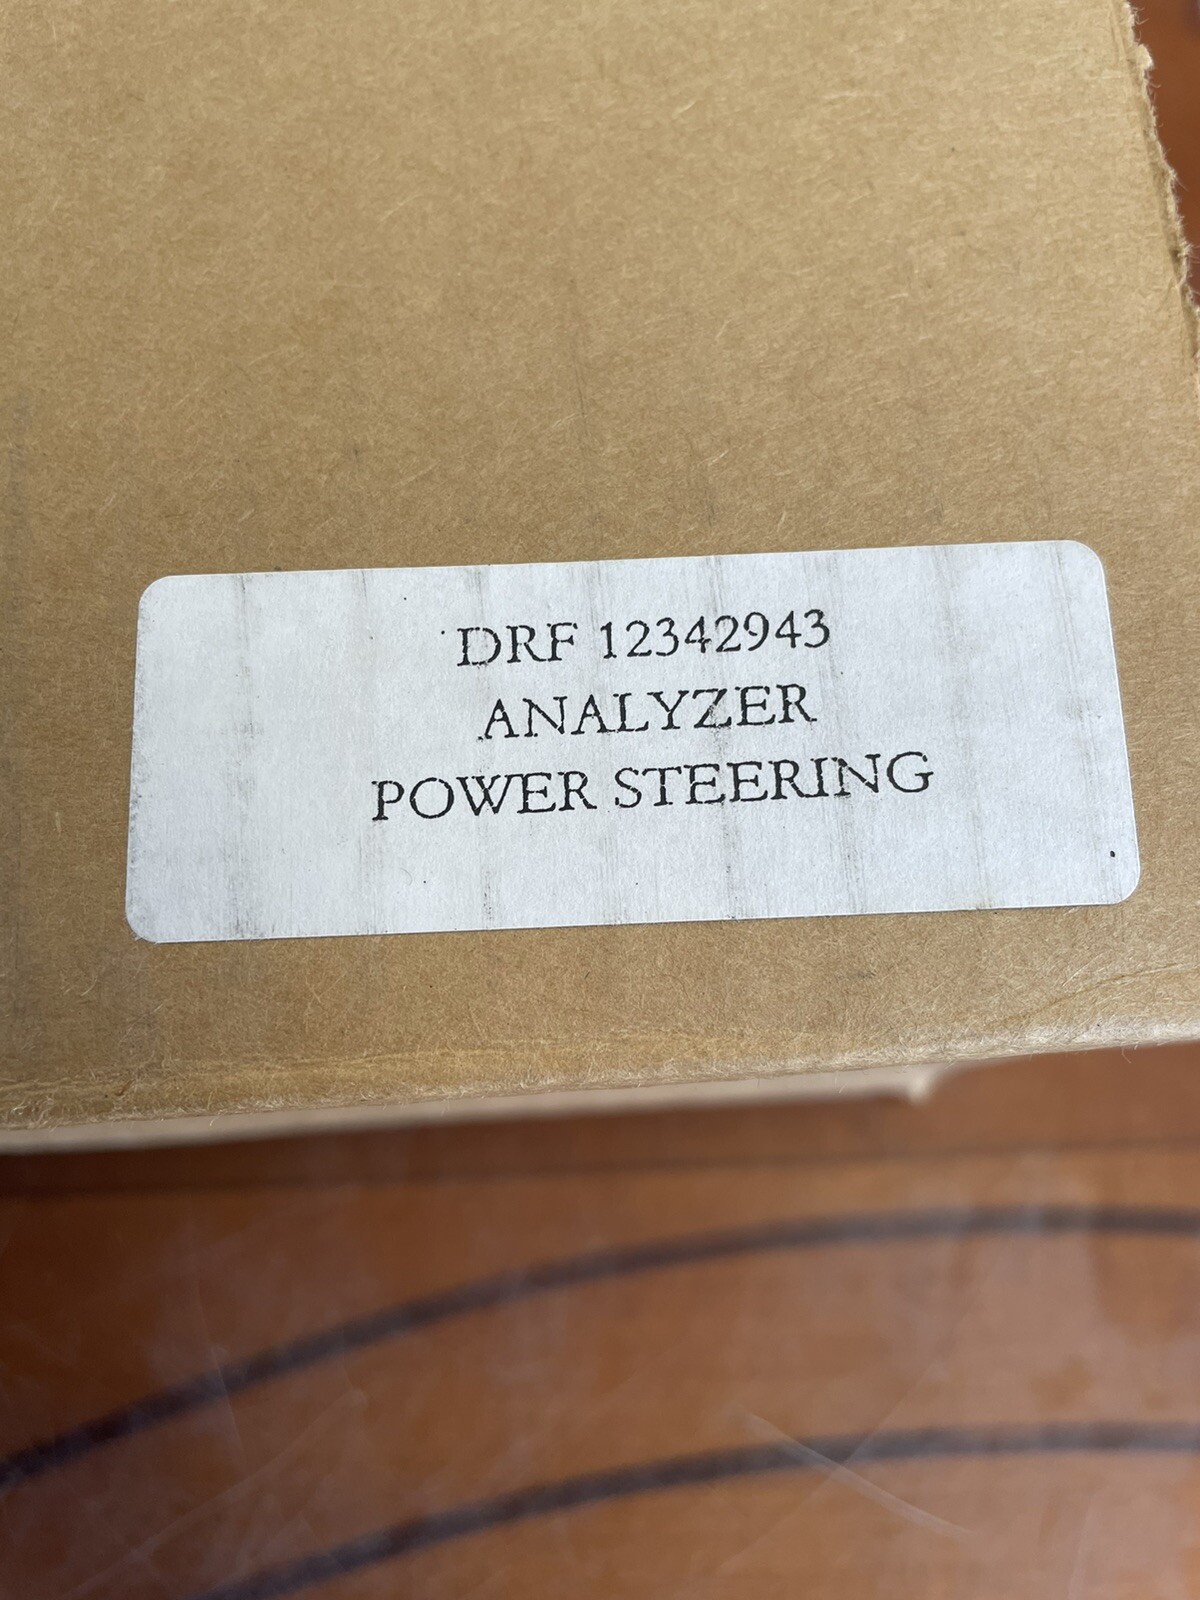 DRF 12342943
ANALYZER
POWER STEERING